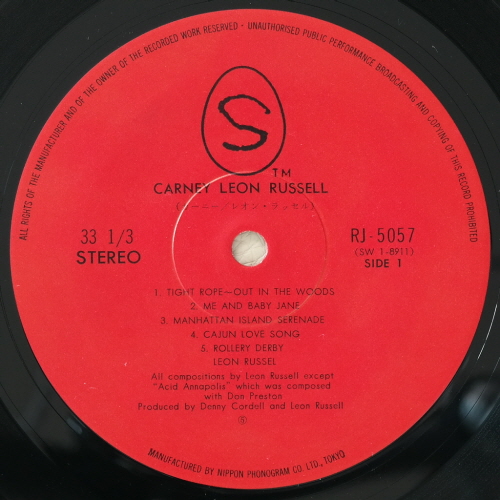 ALL RIGHTS OF THE MANUFACTURER AND OF THE OWNER OF THE RECORDED WORK RESERVED - UNAUTHORISED PUBLIC PERFORMANCE BROADCASTING AND COPYING OF THIS RECORD PROHIBITED
S
TM
CARNEY LEON RUSSELL
(カーニー/レオン・ラッセル)
33 1/3
STEREO
RJ-5057
(SW 1-8911)
SIDE 1
1. TIGHT ROPE~OUT IN THE WOODS
2. ME AND BABY JANE
3. MANHATTAN ISLAND SERENADE
4. CAJUN LOVE SONG
5. ROLLERY DERBY
LEON RUSSEL
All compositions by Leon Russell except
"Acid Annapolis" which was composed
with Don Preston
Produced by Denny Cordell and Leon Russell
MANUFACTURED BY NIPPON PHONOGRAM CO. LTD., TOKYO